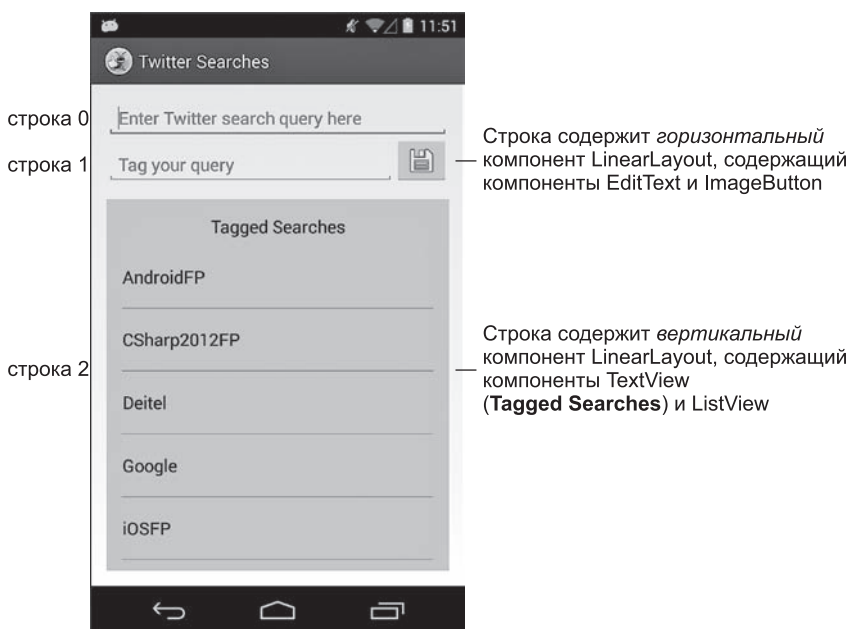 11:51
Twitter Searches
строка 0
Enter Twitter search query here
строка 1
Tag your query
Строка содержит горизонтальный
компонент LinearLayout, содержащий
компоненты EditText и ImageButton
Tagged Searches
AndroidFP
CSharp2012FP
строка 2
Deitel
Google
iOSFP
Строка содержит вертикальный
компонент LinearLayout, содержащий
компоненты TextView
(Tagged Searches) и ListView